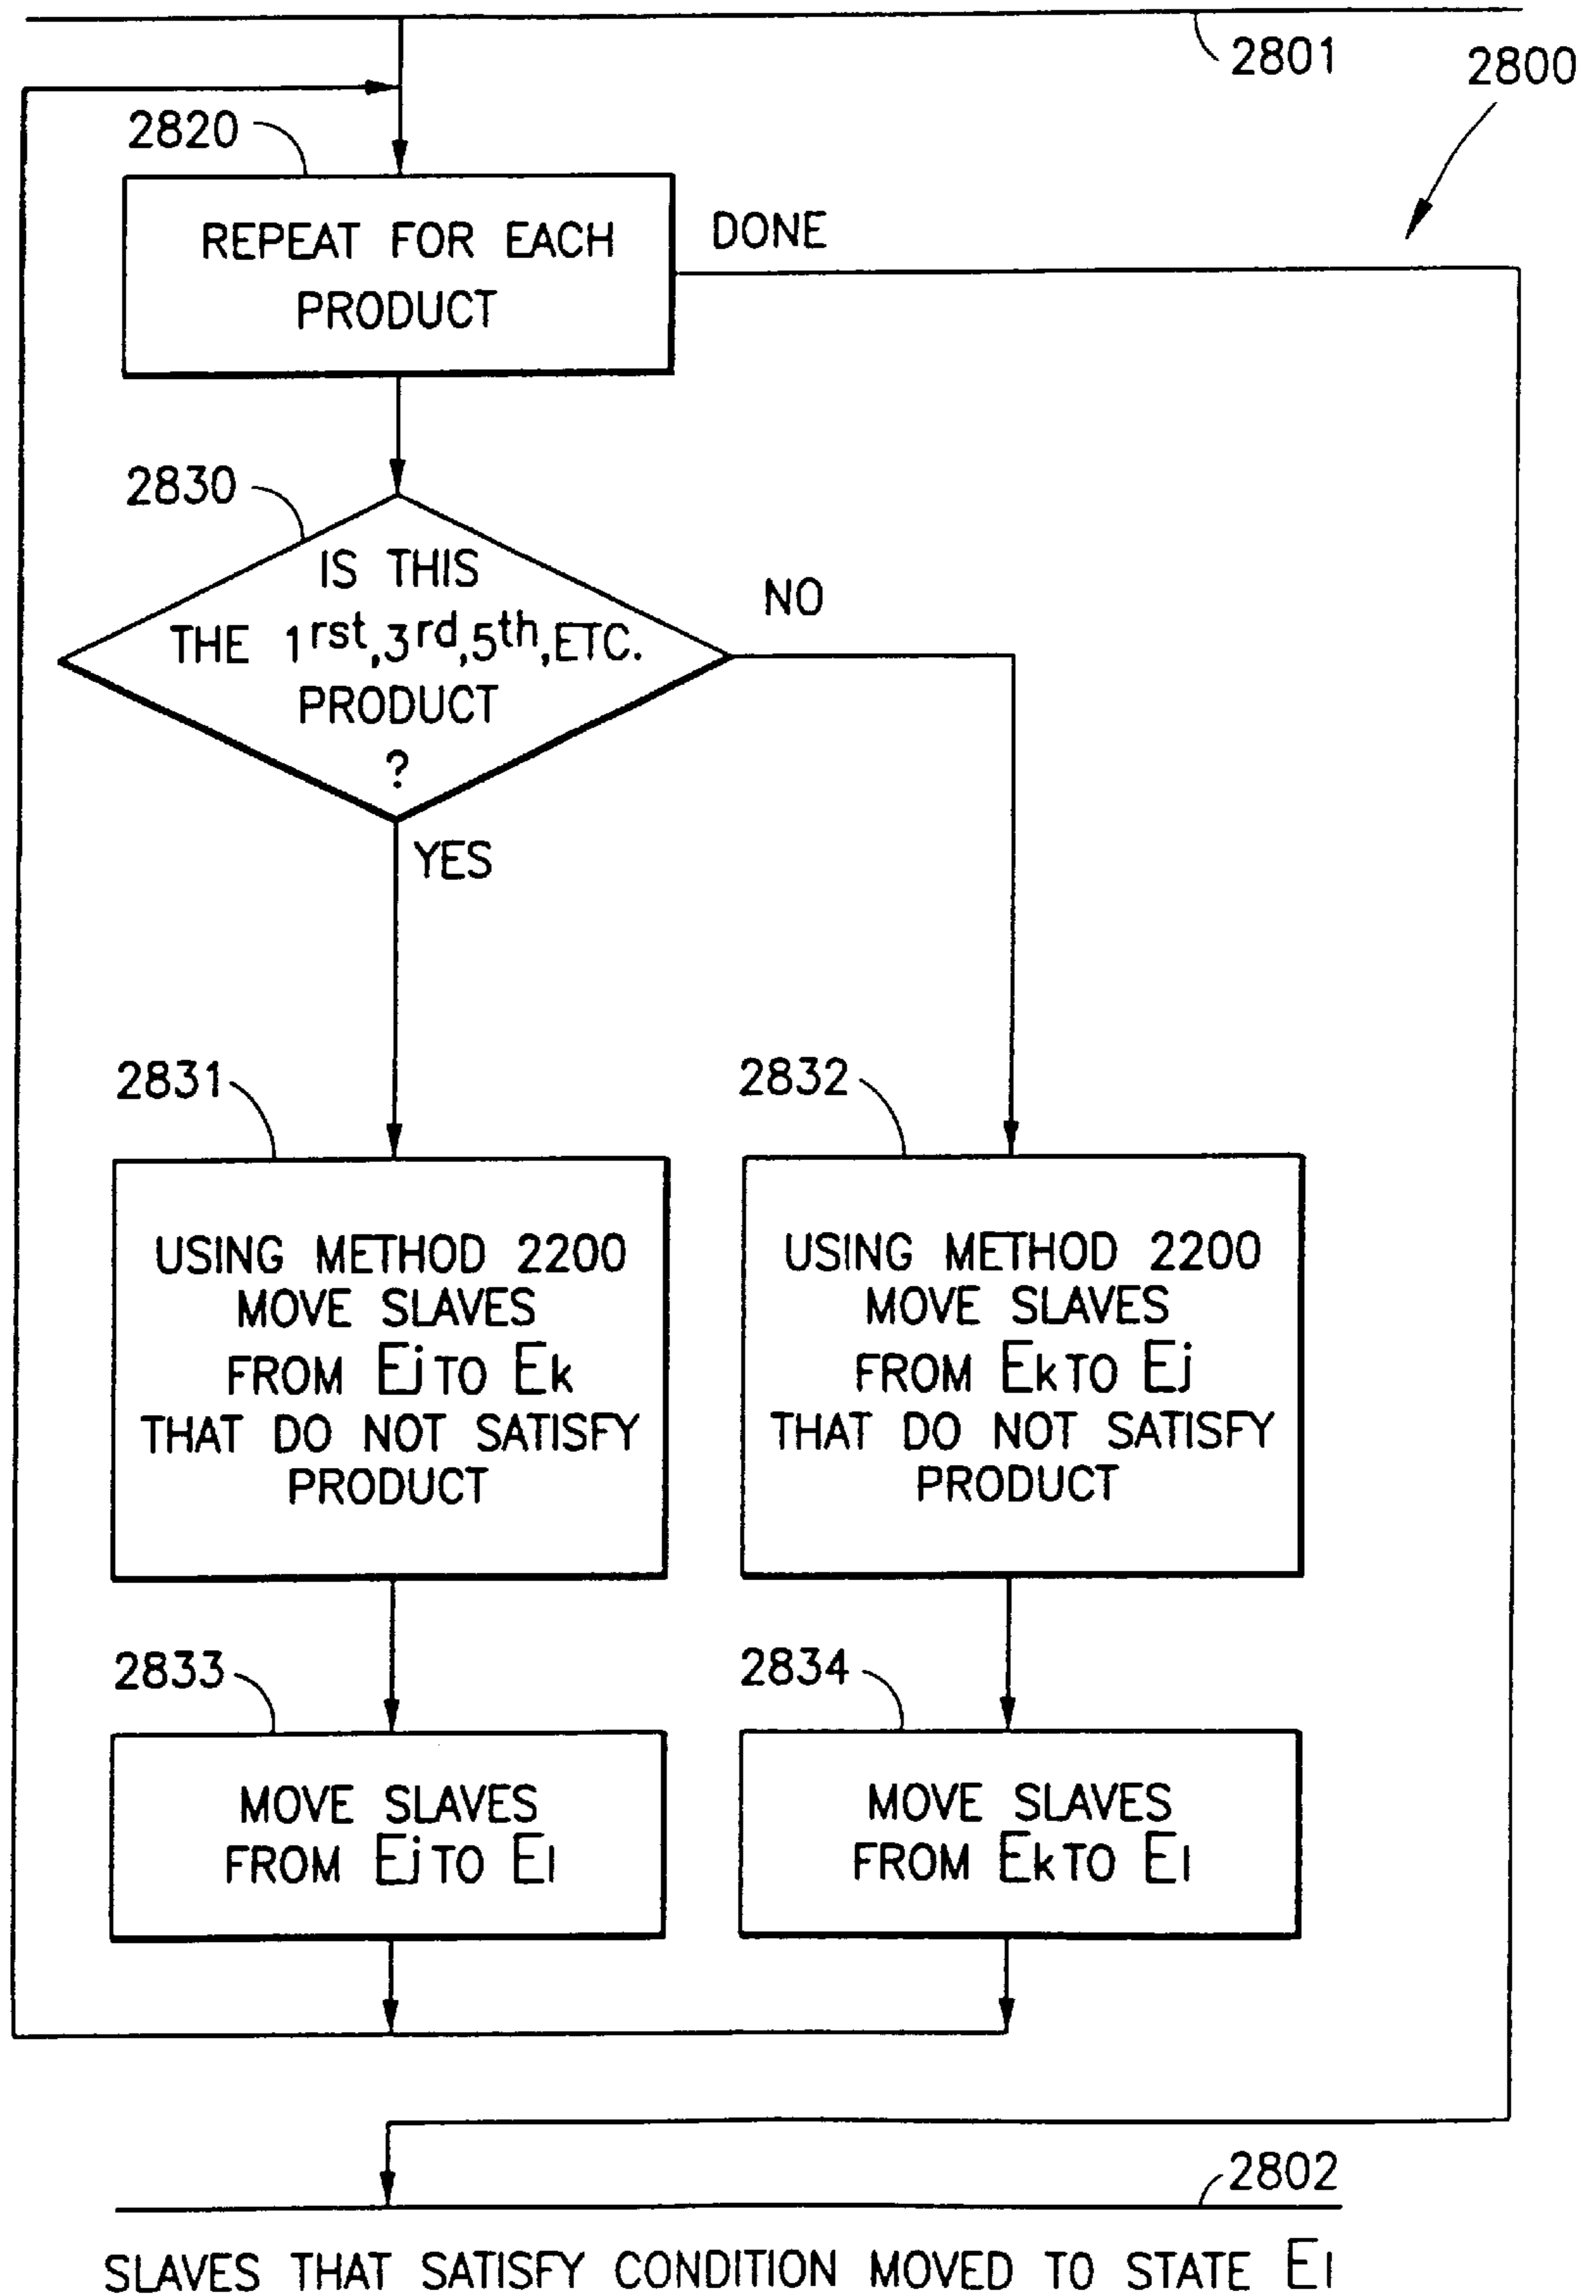 2801
2800
2820
REPEAT FOR EACH
PRODUCT
DONE
2830
IS THIS
THE 1rst,3rd,5th,ETC.
PRODUCT
?
NO
YES
2831
USING METHOD 2200
MOVE SLAVES
FROM Ej TO Ek
THAT DO NOT SATISFY
PRODUCT
2832
USING METHOD 2200
MOVE SLAVES
FROM Ek TO Ej
THAT DO NOT SATISFY
PRODUCT
2833
MOVE SLAVES
FROM Ej TO El
2834
MOVE SLAVES
FROM Ek TO El
2802
SLAVES THAT SATISFY CONDITION MOVED TO STATE El